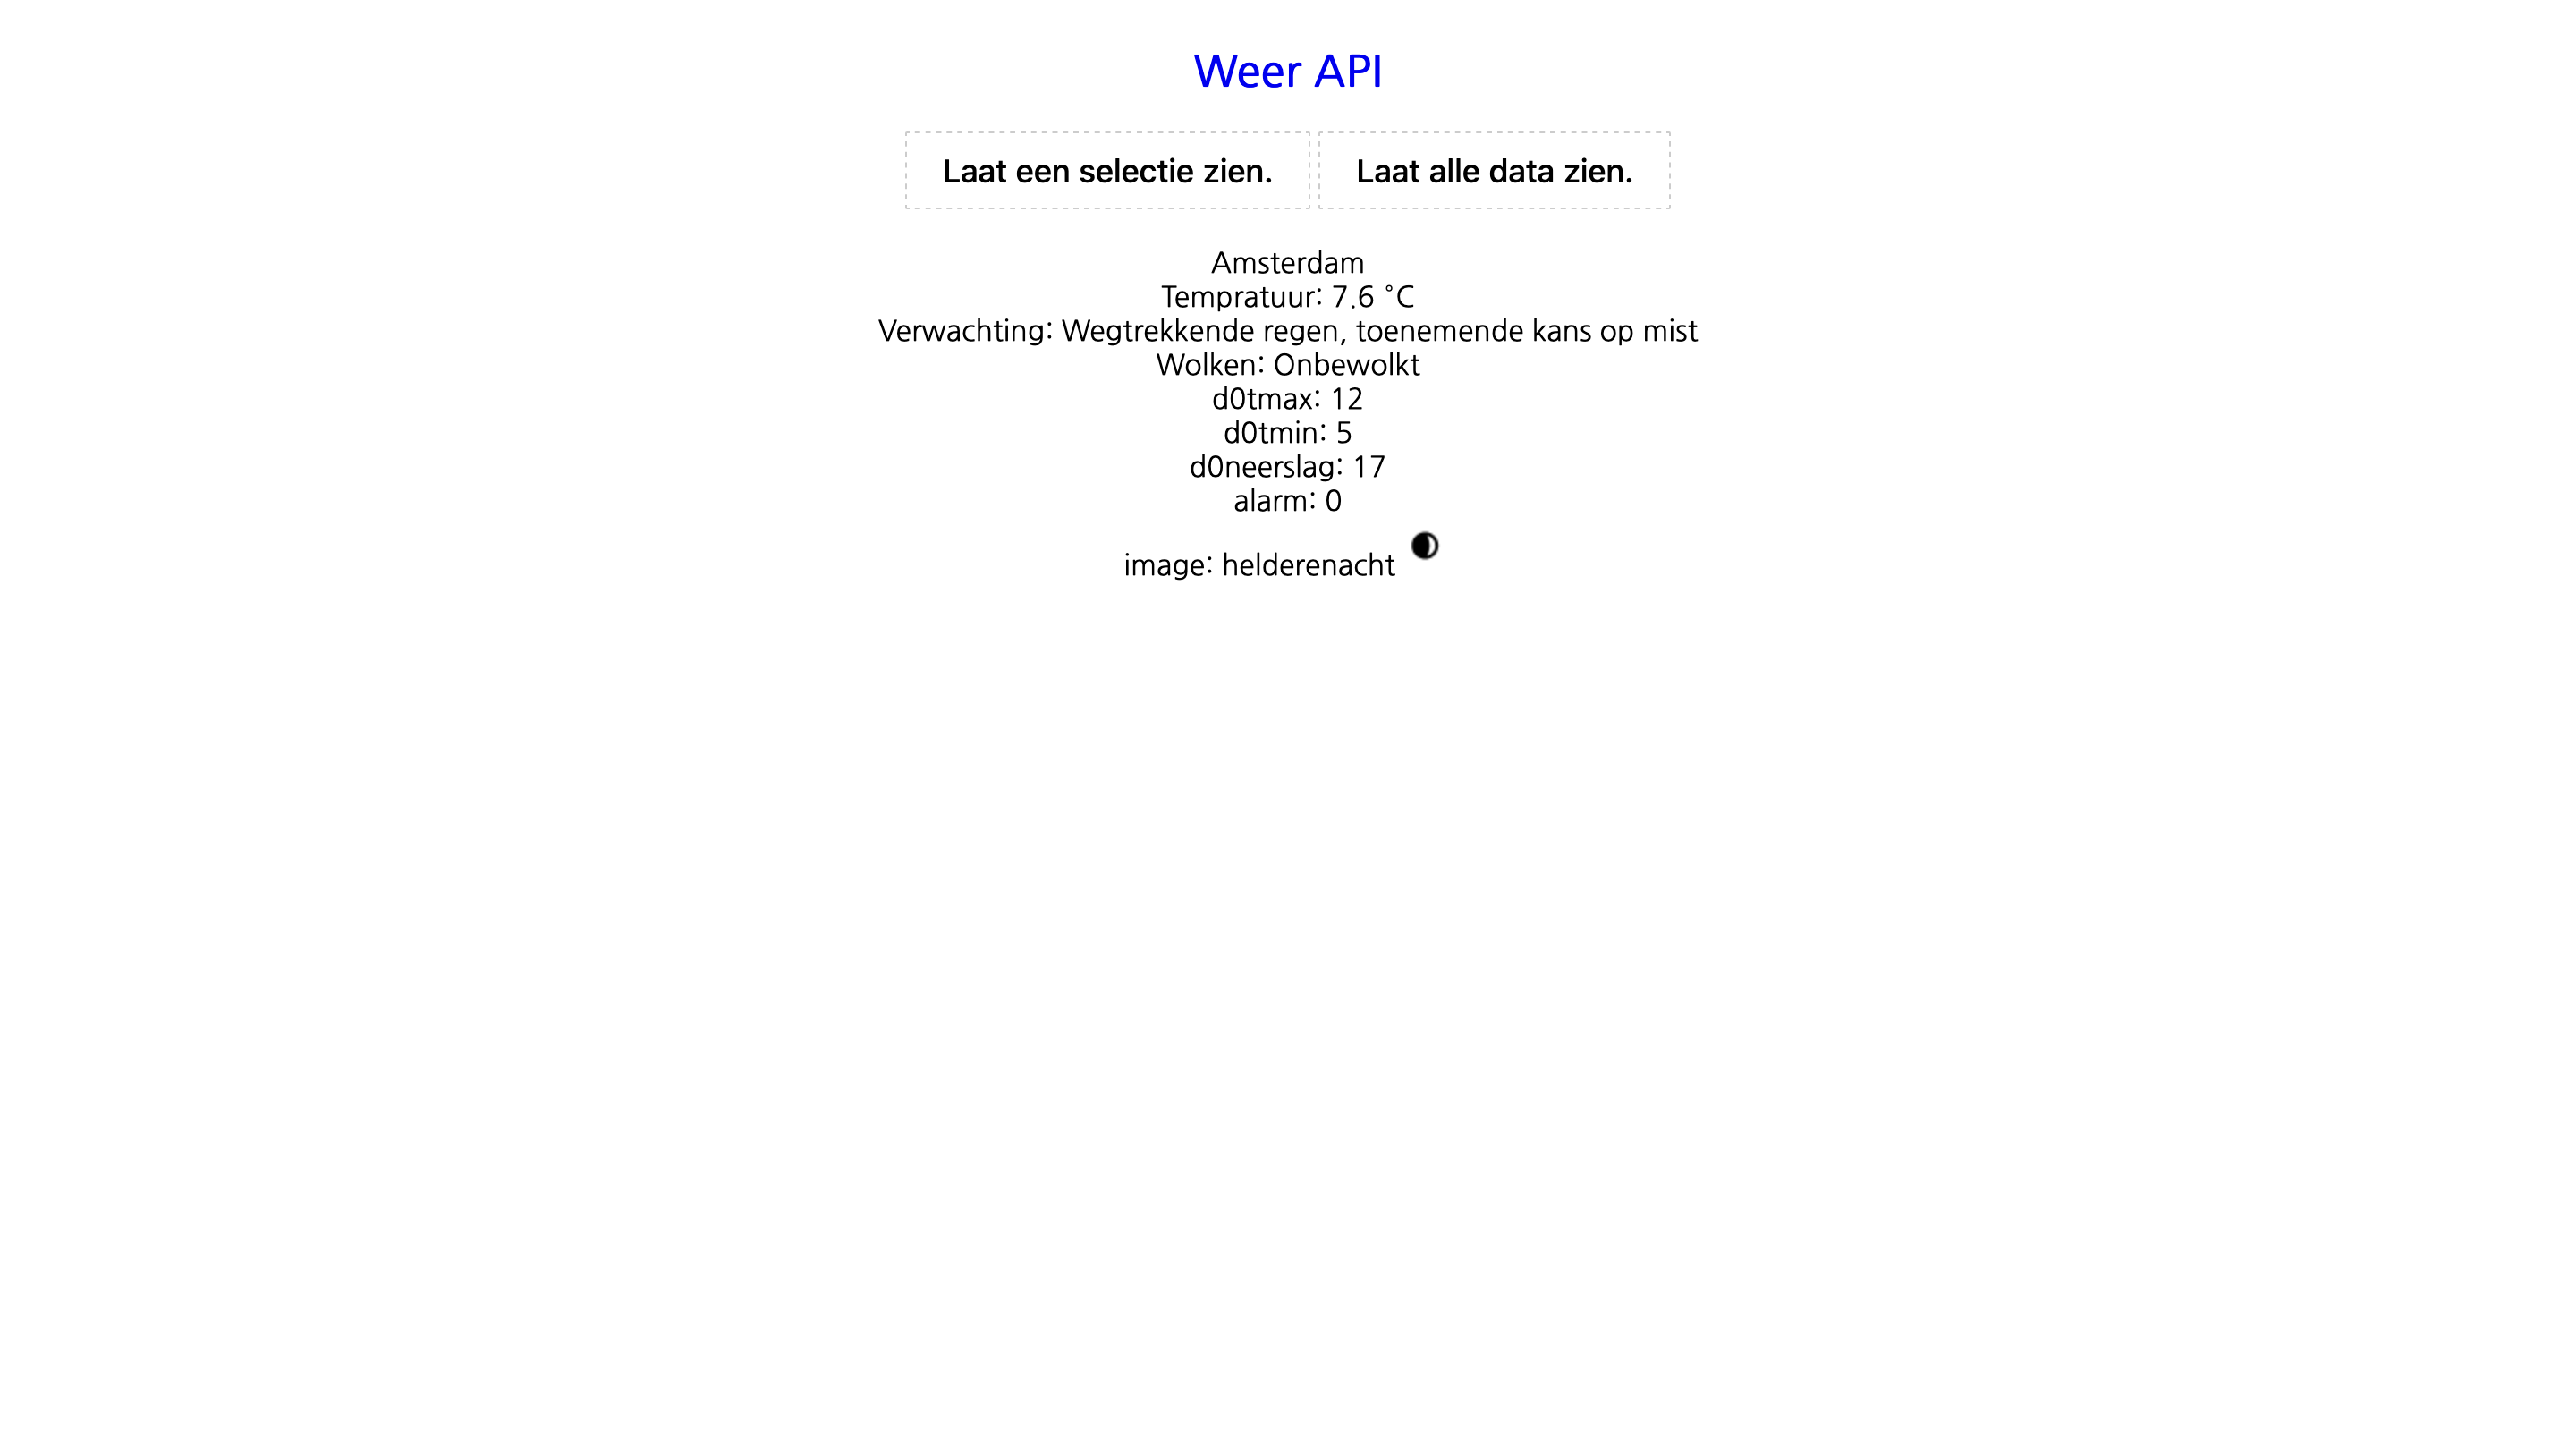 Weer API
Laat een selectie zien. Laat alle data zien.
Amsterdam
Tempratuur: 7.6 °C
Verwachting: Wegtrekkende regen, toenemende kans op mist
Wolken: Onbewolkt
d0tmax: 12
d0tmin: 5
d0neerslag: 17
alarm: 0
image: helderenacht